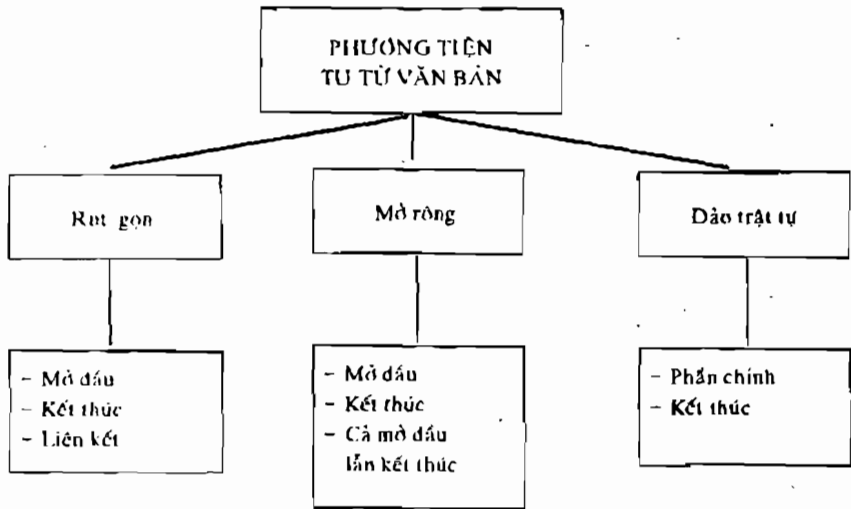 PHƯƠNG TIỆN
TU TỪ VĂN BẢN
Rút gọn
Mở rộng
Đảo trật tự
– Mở đầu
– Kết thúc
– Liên kết
– Mở đầu
– Kết thúc
– Cả mở đầu
lẫn kết thúc
– Phần chính
– Kết thúc